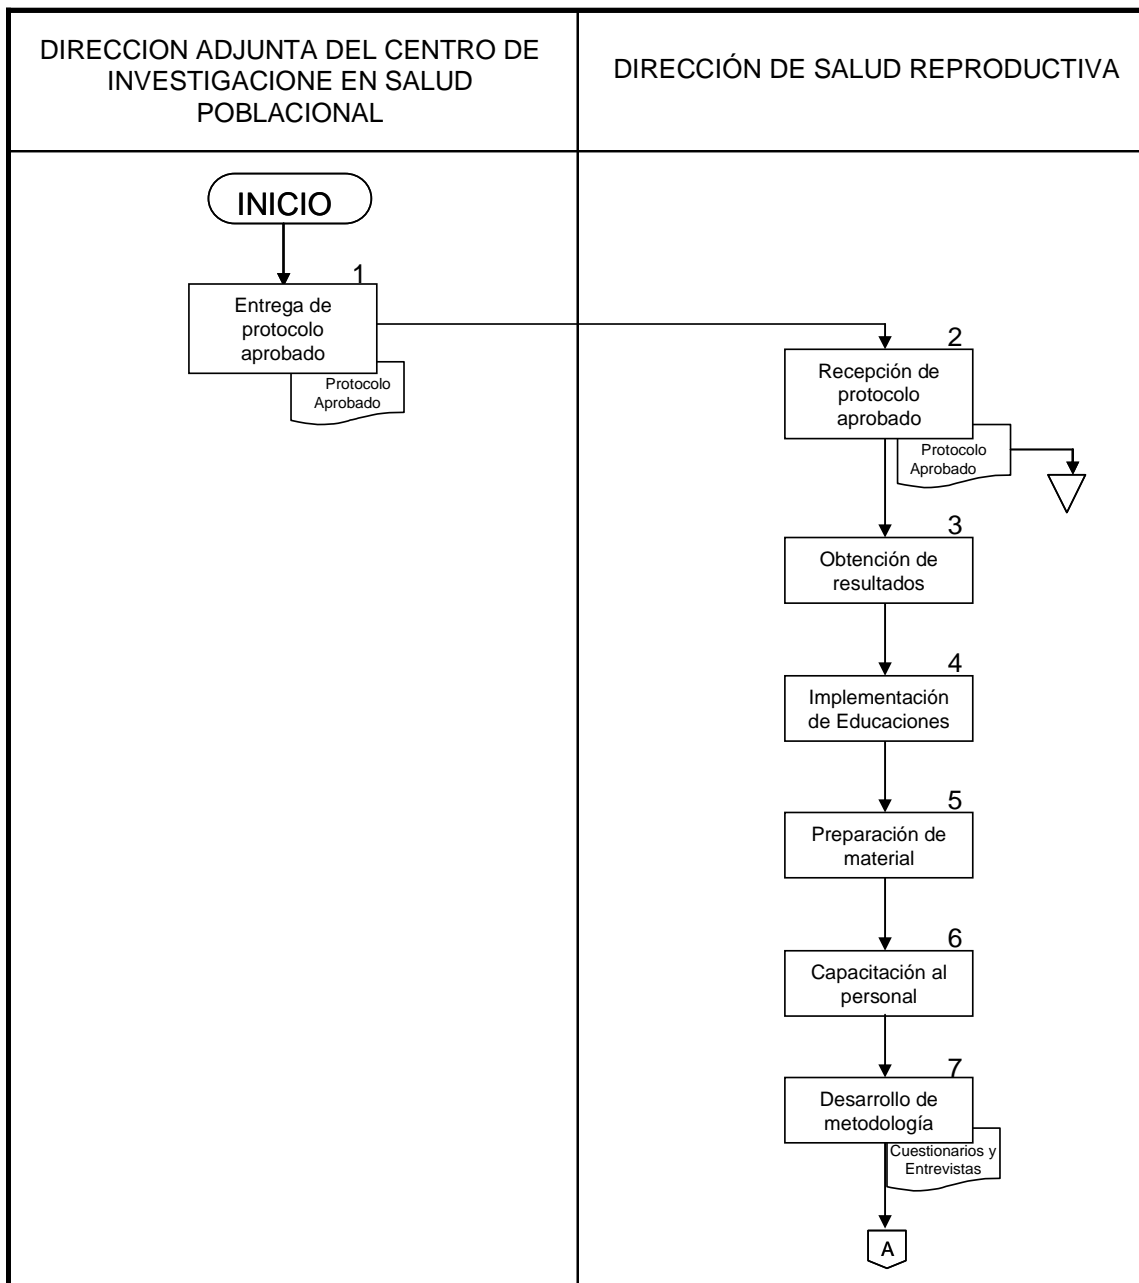 DIRECCION ADJUNTA DEL CENTRO DE
INVESTIGACIONE EN SALUD
POBLACIONAL
DIRECCIÓN DE SALUD REPRODUCTIVA
INICIO
1
Entrega de
protocolo
aprobado
Protocolo
Aprobado
2
Recepción de
protocolo
aprobado
Protocolo
Aprobado
3
Obtención de
resultados
4
Implementación
de Educaciones
5
Preparación de
material
6
Capacitación al
personal
7
Desarrollo de
metodología
Cuestionarios y
Entrevistas
A